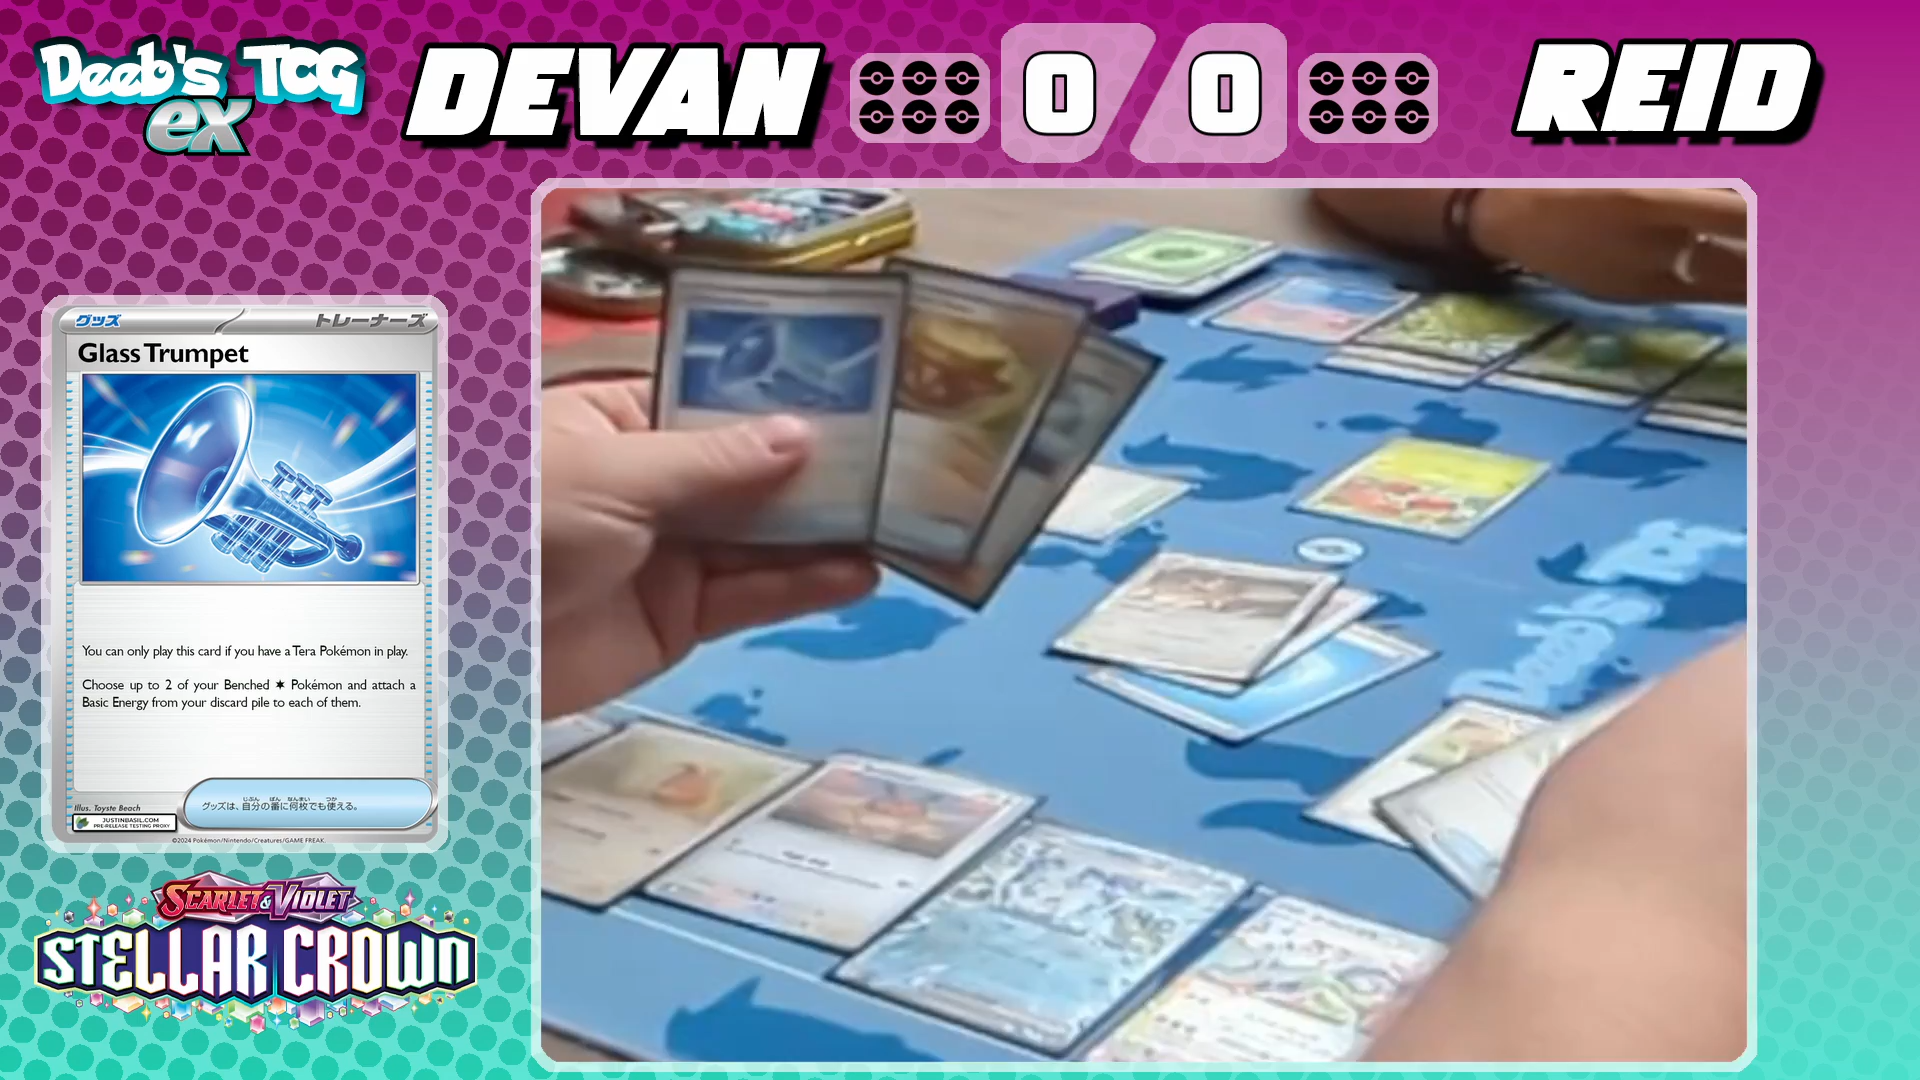 Deeb's TCG
ex
DEVAN
0
0
REID
グッズ
トレーナーズ
Glass Trumpet
You can only play this card if you have a Tera Pokémon in play.
Choose up to 2 of your Benched ✶ Pokémon and attach a
Basic Energy from your discard pile to each of them.
グッズは、自分の番に何枚でも使える。
Illus. Toyste Beach
JUSTINBASIL.COM
PRE-RELEASE TESTING PROXY
©2024 Pokémon/Nintendo/Creatures/GAME FREAK
SCARLET & VIOLET
STELLAR CROWN
Deeb's TCG